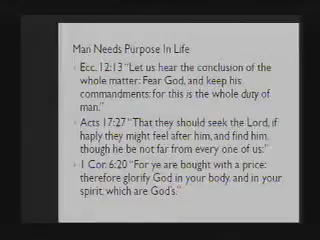 Man Needs Purpose In Life
Ecc. 12:13 "Let us hear the conclusion of the
whole matter: Fear God, and keep his
commandments: for this is the whole duty of
man."
Acts 17:27 "That they should seek the Lord, if
haply they might feel after him, and find him,
though he be not far from every one of us:"
1 Cor. 6:20 "For ye are bought with a price:
therefore glorify God in your body, and in your
spirit, which are God's."